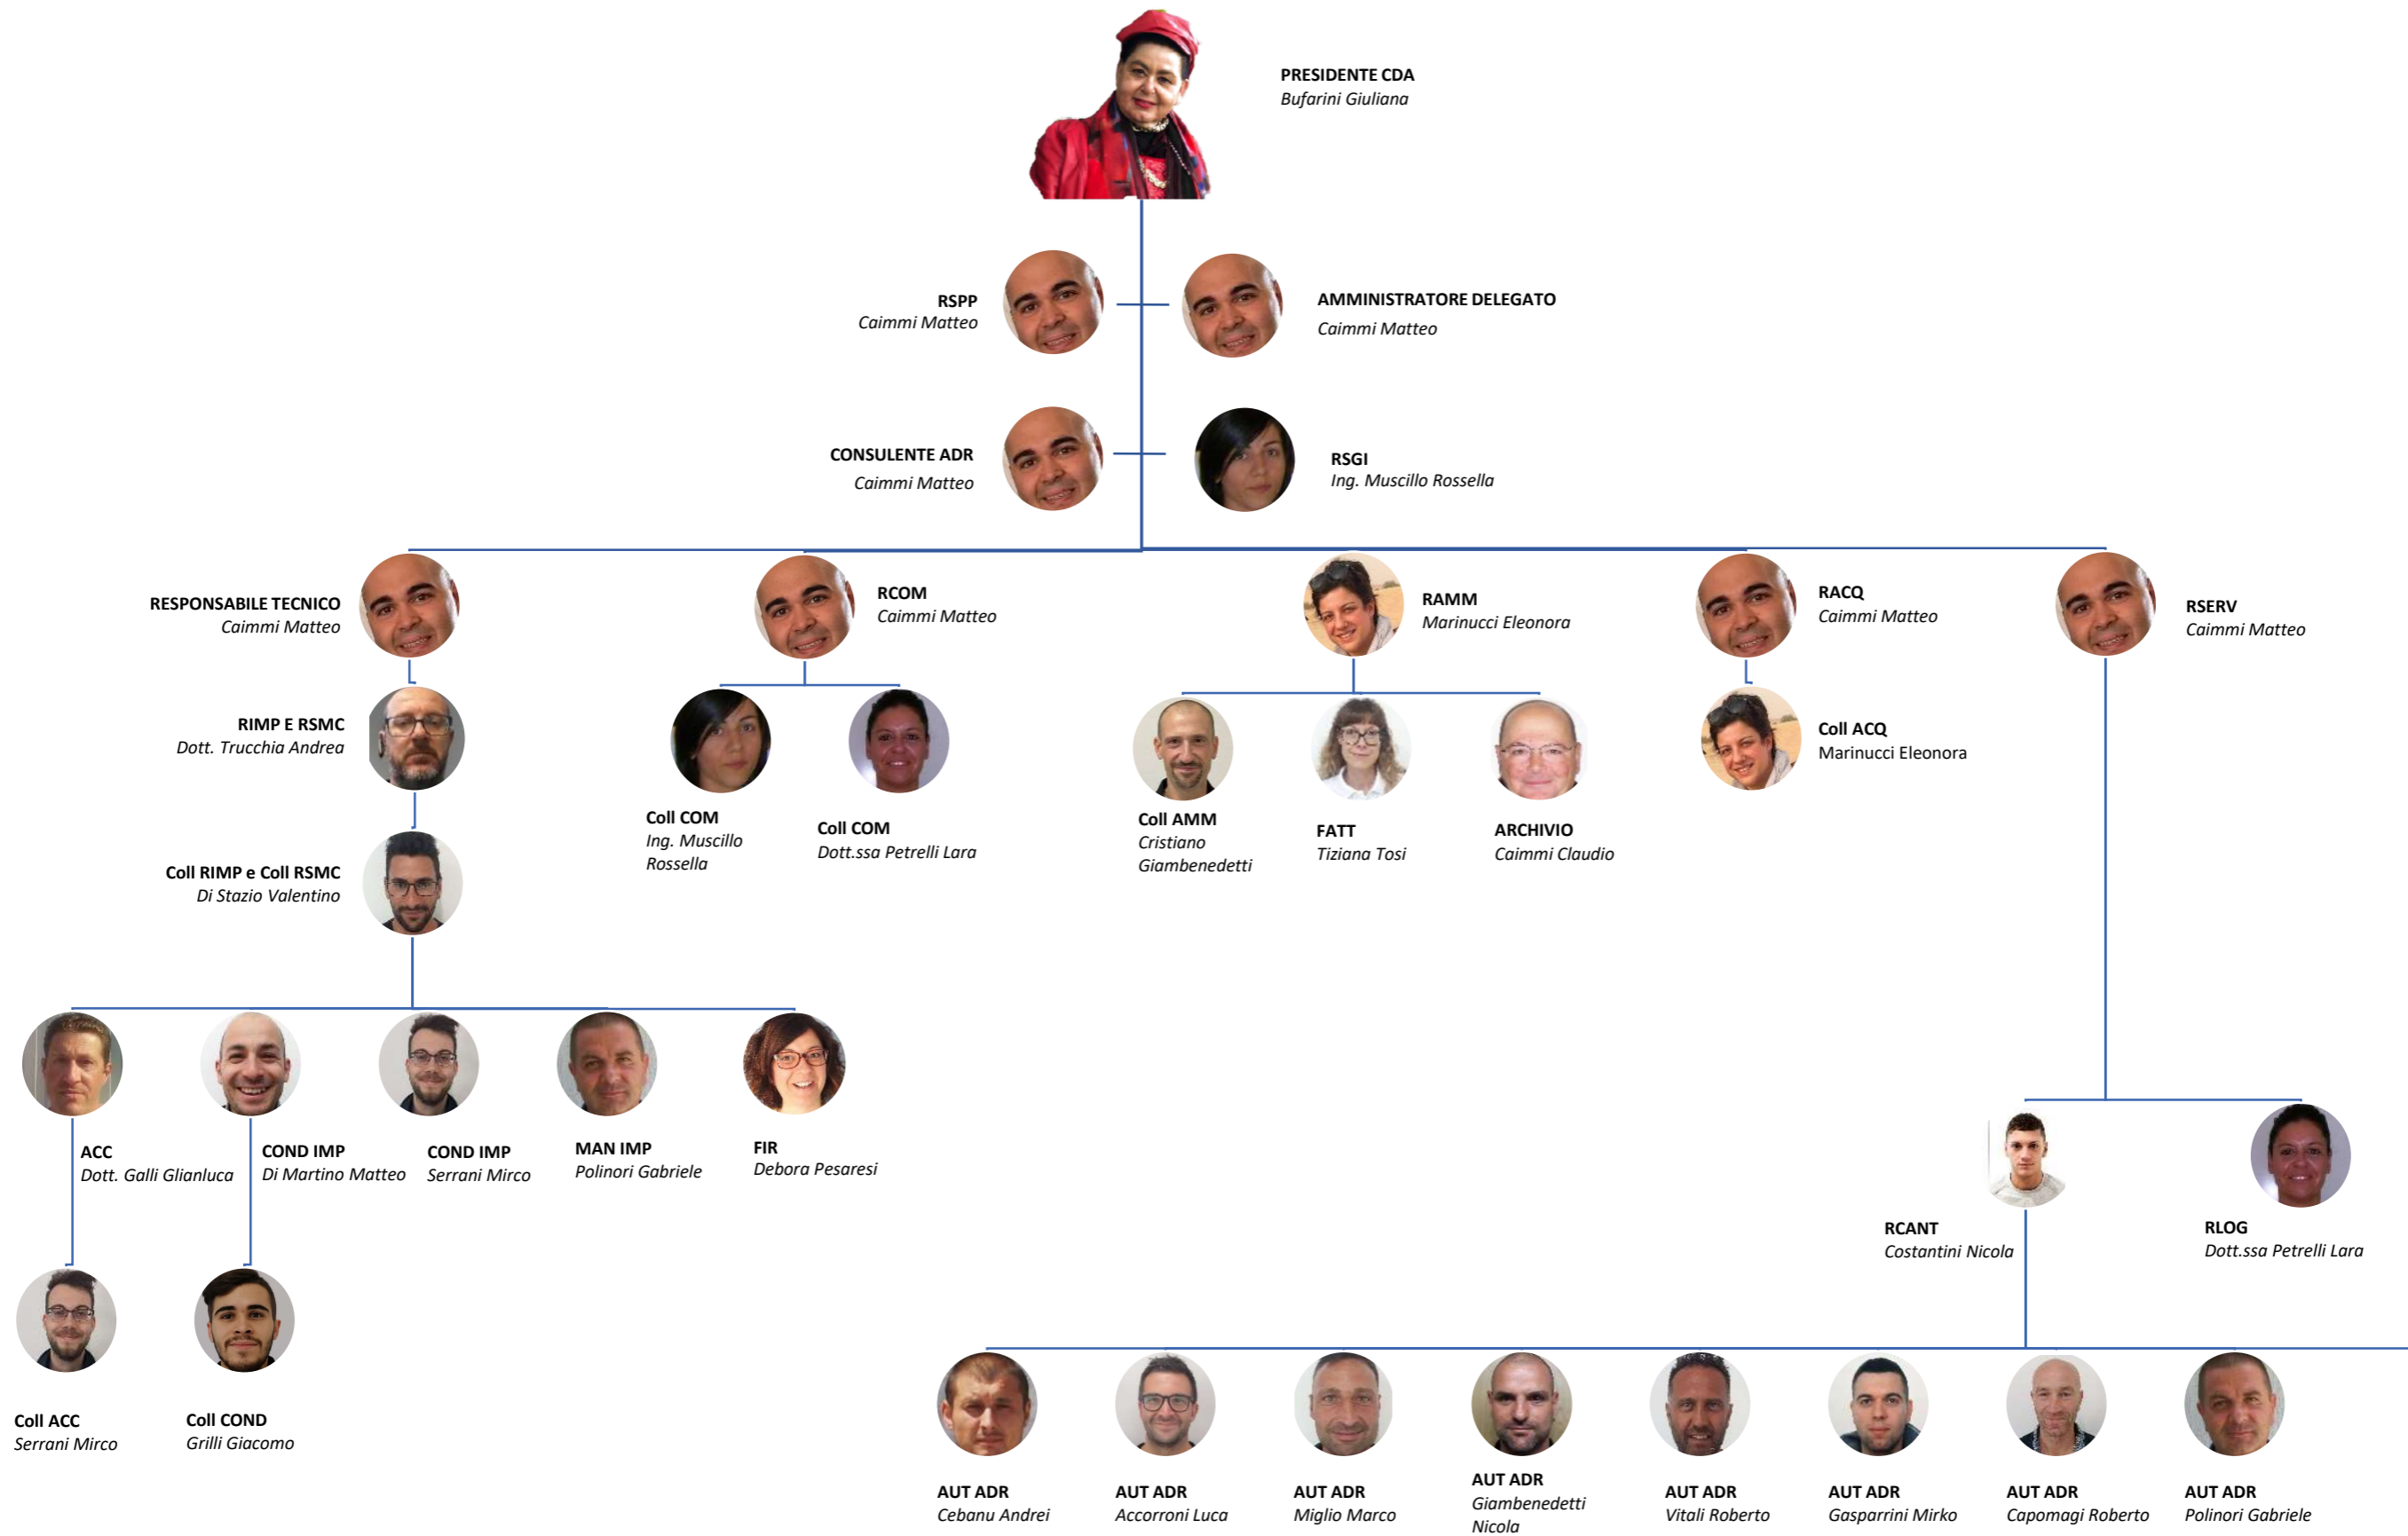 PRESIDENTE CDA
Bufarini Giuliana
RSPP
Caimmi Matteo
AMMINISTRATORE DELEGATO
Caimmi Matteo
CONSULENTE ADR
Caimmi Matteo
RSGI
Ing. Muscillo Rossella
RESPONSABILE TECNICO
Caimmi Matteo
RCOM
Caimmi Matteo
RAMM
Marinucci Eleonora
RACQ
Caimmi Matteo
RSERV
Caimmi Matteo
RIMP E RSMC
Dott. Trucchia Andrea
Coll COM
Ing. Muscillo
Rossella
Coll COM
Dott.ssa Petrelli Lara
Coll AMM
Cristiano
Giambenedetti
FATT
Tiziana Tosi
ARCHIVIO
Caimmi Claudio
Coll ACQ
Marinucci Eleonora
Coll RIMP e Coll RSMC
Di Stazio Valentino
ACC
Dott. Galli Glianluca
COND IMP
Di Martino Matteo
COND IMP
Serrani Mirco
MAN IMP
Polinori Gabriele
FIR
Debora Pesaresi
RCANT
Costantini Nicola
RLOG
Dott.ssa Petrelli Lara
Coll ACC
Serrani Mirco
Coll COND
Grilli Giacomo
AUT ADR
Cebanu Andrei
AUT ADR
Accorroni Luca
AUT ADR
Miglio Marco
AUT ADR
Giambenedetti
Nicola
AUT ADR
Vitali Roberto
AUT ADR
Gasparrini Mirko
AUT ADR
Capomagi Roberto
AUT ADR
Polinori Gabriele